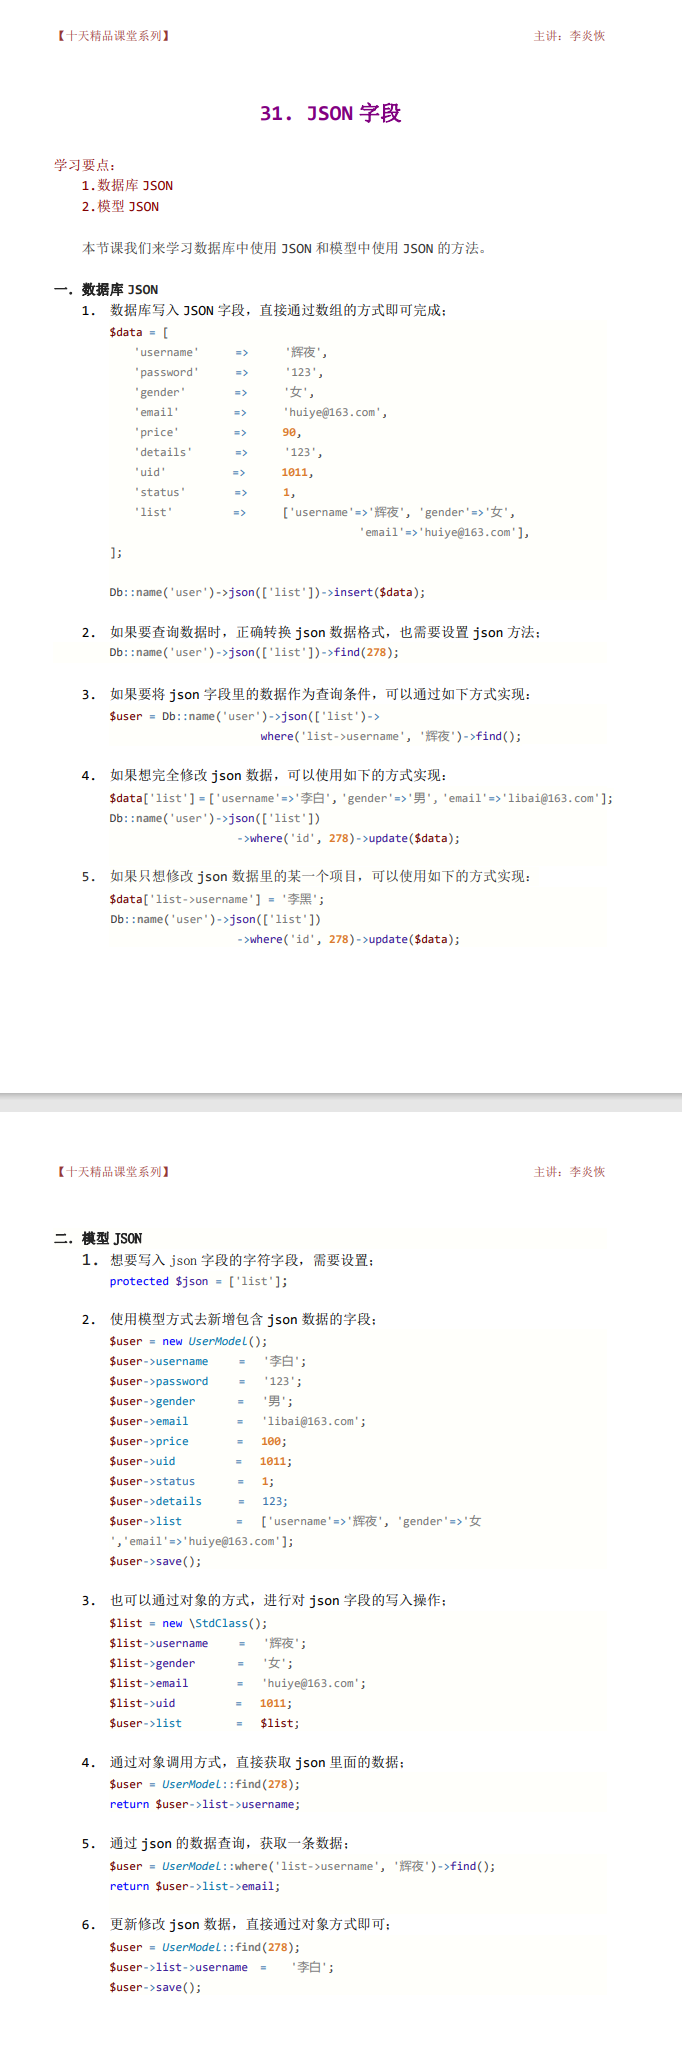 【十天精品课堂系列】 主讲：李炎恢
31. JSON 字段
学习要点：
1.数据库 JSON
2.模型 JSON
本节课我们来学习数据库中使用 JSON 和模型中使用 JSON 的方法。
一．数据库 JSON
1. 数据库写入 JSON 字段，直接通过数组的方式即可完成；
$data = [
'username' => '辉夜',
'password' => '123',
'gender' => '女',
'email' => 'huiye@163.com',
'price' => 90,
'details' => '123',
'uid' => 1011,
'status' => 1,
'list' => ['username'=>'辉夜', 'gender'=>'女',
'email'=>'huiye@163.com'],
];
Db::name('user')->json(['list'])->insert($data);
2. 如果要查询数据时，正确转换 json 数据格式，也需要设置 json 方法；
Db::name('user')->json(['list'])->find(278);
3. 如果要将 json 字段里的数据作为查询条件，可以通过如下方式实现：
$user = Db::name('user')->json(['list')->
where('list->username', '辉夜')->find();
4. 如果想完全修改 json 数据，可以使用如下的方式实现：
$data['list'] = ['username'=>'李白', 'gender'=>'男', 'email'=>'libai@163.com'];
Db::name('user')->json(['list'])
->where('id', 278)->update($data);
5. 如果只想修改 json 数据里的某一个项目，可以使用如下的方式实现：
$data['list->username'] = '李黑';
Db::name('user')->json(['list'])
->where('id', 278)->update($data);
【十天精品课堂系列】 主讲：李炎恢
二．模型 JSON
1. 想要写入 json 字段的字符字段，需要设置；
protected $json = ['list'];
2. 使用模型方式去新增包含 json 数据的字段；
$user = new UserModel();
$user->username = '李白';
$user->password = '123';
$user->gender = '男';
$user->email = 'libai@163.com';
$user->price = 100;
$user->uid = 1011;
$user->status = 1;
$user->details = 123;
$user->list = ['username'=>'辉夜', 'gender'=>'女
','email'=>'huiye@163.com'];
$user->save();
3. 也可以通过对象的方式，进行对 json 字段的写入操作；
$list = new \StdClass();
$list->username = '辉夜';
$list->gender = '女';
$list->email = 'huiye@163.com';
$list->uid = 1011;
$user->list = $list;
4. 通过对象调用方式，直接获取 json 里面的数据；
$user = UserModel::find(278);
return $user->list->username;
5. 通过 json 的数据查询，获取一条数据；
$user = UserModel::where('list->username', '辉夜')->find();
return $user->list->email;
6. 更新修改 json 数据，直接通过对象方式即可；
$user = UserModel::find(278);
$user->list->username = '李白';
$user->save();